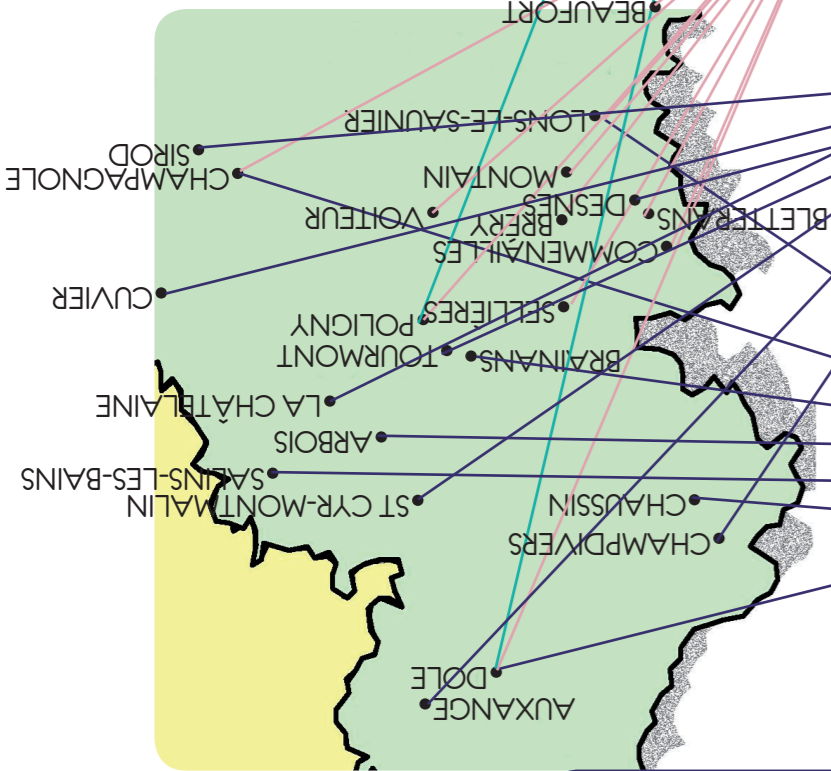 AUXANGE
DOLE
CHAMPDIVERS
CHAUSSIN
ST CYR-MONTMALIN
SALINS-LES-BAINS
ARBOIS
LA CHÂTELAINE
BRAINANS
TOURMONT
POLIGNY
SELLIÈRES
CUVIER
COMMENAILLES
BRÉRY
BLETTERANS
VOITEUR
DESNES
MONTAIN
CHAMPAGNOLE
SIROD
LONS-LE-SAUNIER
BEAUFORT